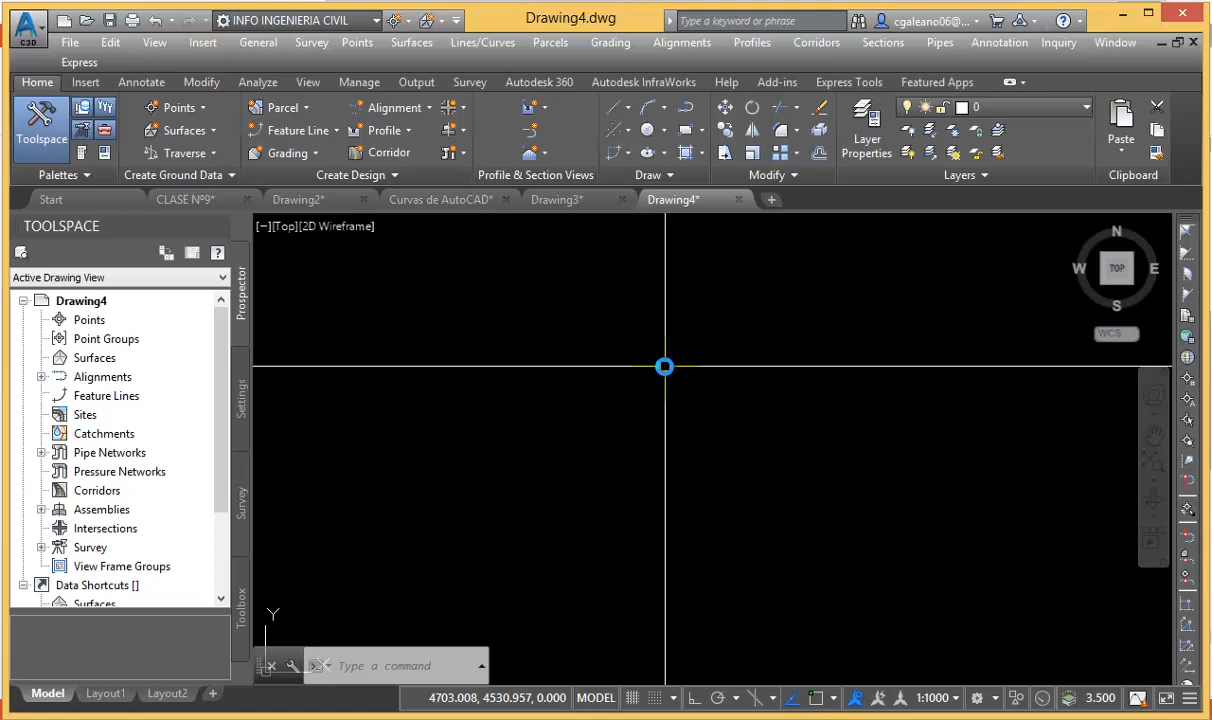 INFO INGENIERIA CIVIL
Drawing4.dwg
Type a keyword or phrase
cgaleano06@...
C3D
File Edit View Insert General Survey Points Surfaces Lines/Curves Parcels Grading Alignments Profiles Corridors Sections Pipes Annotation Inquiry Window
Express
Home Insert Annotate Modify Analyze View Manage Output Survey Autodesk 360 Autodesk InfraWorks Help Add-ins Express Tools Featured Apps
Points Parcel Alignment 0
Toolspace Surfaces Feature Line Profile Layer Properties Paste
Traverse Grading Corridor
Palettes Create Ground Data Create Design Profile & Section Views Draw Modify Layers Clipboard
Start CLASE Nº9* Drawing2* Curvas de AutoCAD* Drawing3* Drawing4*
TOOLSPACE
[−][Top][2D Wireframe]
Active Drawing View
Drawing4
Points
Point Groups
Surfaces
Alignments
Feature Lines
Sites
Catchments
Pipe Networks
Pressure Networks
Corridors
Assemblies
Intersections
Survey
View Frame Groups
Data Shortcuts []
Surfaces
Prospector
Settings
Survey
Toolbox
N
W TOP E
S
WCS
Y
X
Type a command
Model Layout1 Layout2
4703.008, 4530.957, 0.000 MODEL 1:1000 3.500